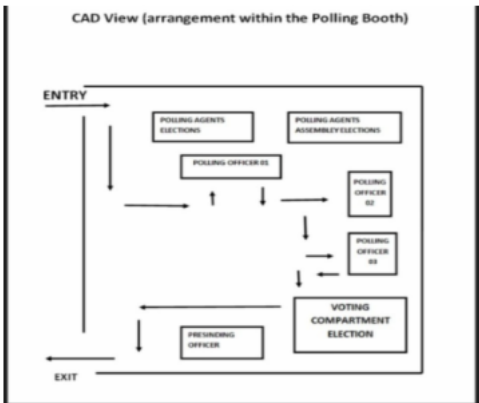 CAD View (arrangement within the Polling Booth)
ENTRY
POLLING AGENTS
ELECTIONS
POLLING AGENTS
ASSEMBLEY ELECTIONS
POLLING OFFICER 01
POLLING
OFFICER
02
POLLING
OFFICER
03
VOTING
COMPARTMENT
ELECTION
PRESINDING
OFFICER
EXIT